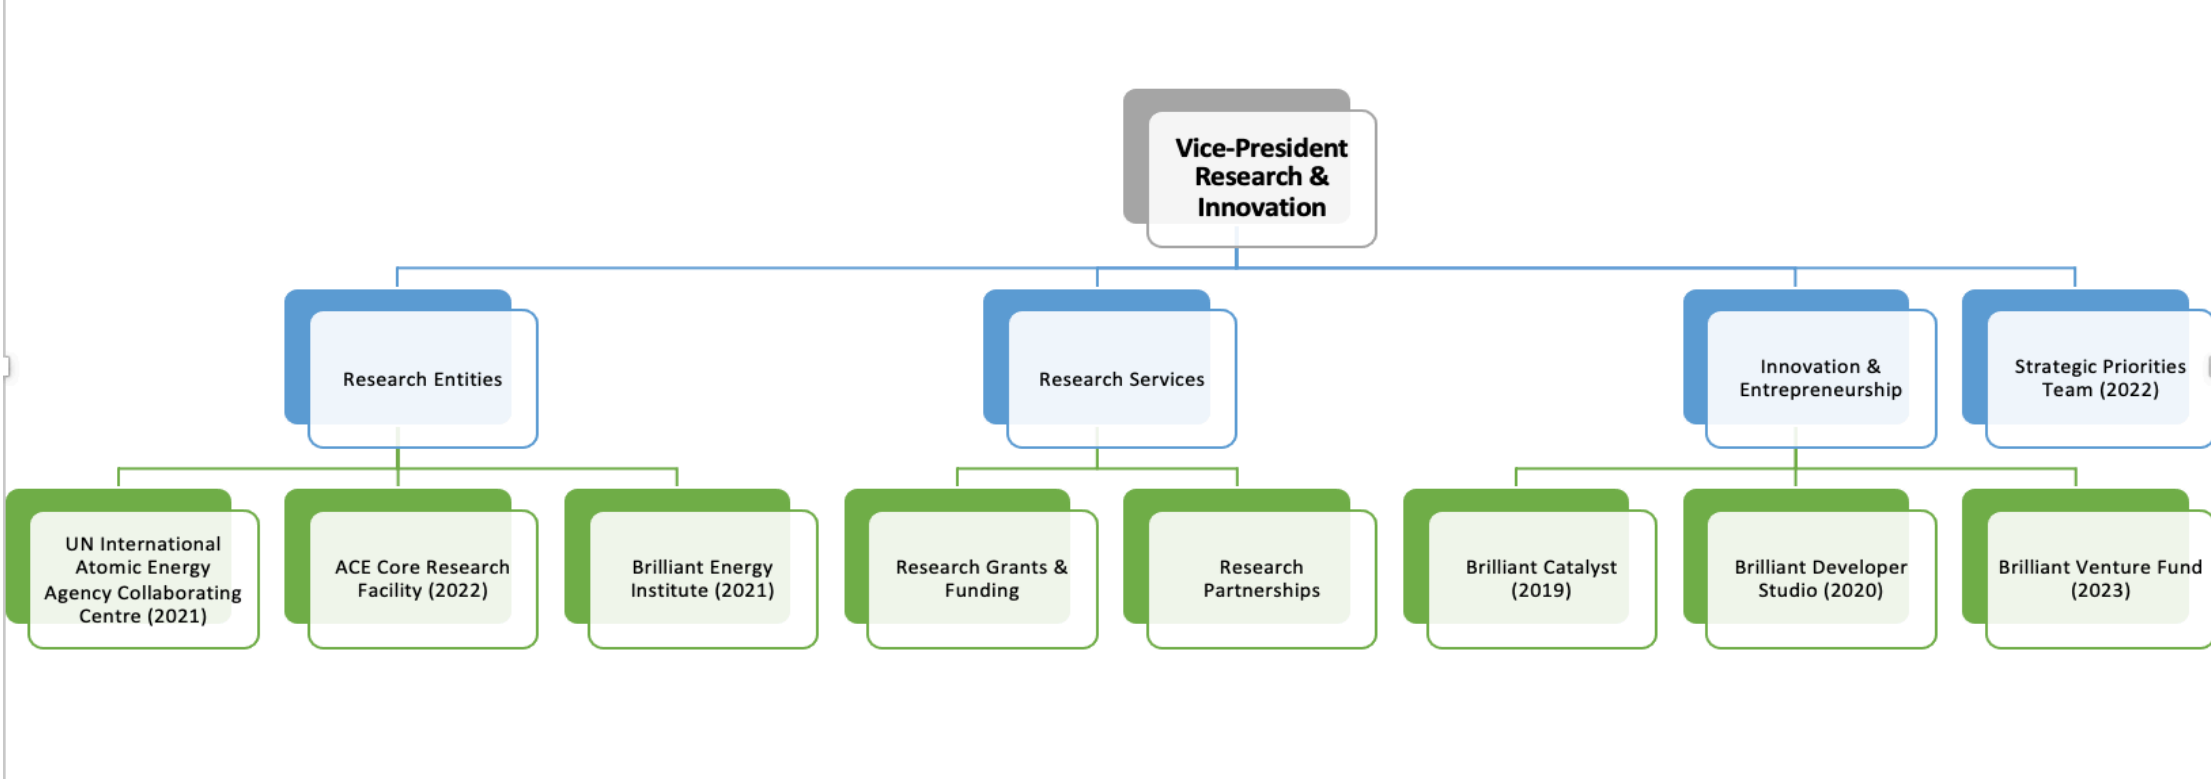 Vice-President
Research &
Innovation
Research Entities
Research Services
Innovation &
Entrepreneurship
Strategic Priorities
Team (2022)
UN International
Atomic Energy
Agency Collaborating
Centre (2021)
ACE Core Research
Facility (2022)
Brilliant Energy
Institute (2021)
Research Grants &
Funding
Research
Partnerships
Brilliant Catalyst
(2019)
Brilliant Developer
Studio (2020)
Brilliant Venture Fund
(2023)